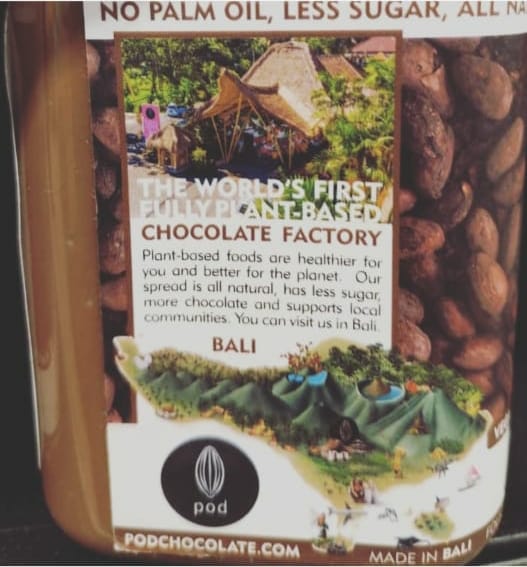 NO PALM OIL, LESS SUGAR, ALL
THE WORLD'S FIRST
FULLY PLANT-BASED
CHOCOLATE FACTORY
Plant-based foods are healthier for
you and better for the planet. Our
spread is all natural, has less sugar,
more chocolate and supports local
communities. You can visit us in Bali.
BALI
pod
PODCHOCOLATE.COM
MADE IN BALI